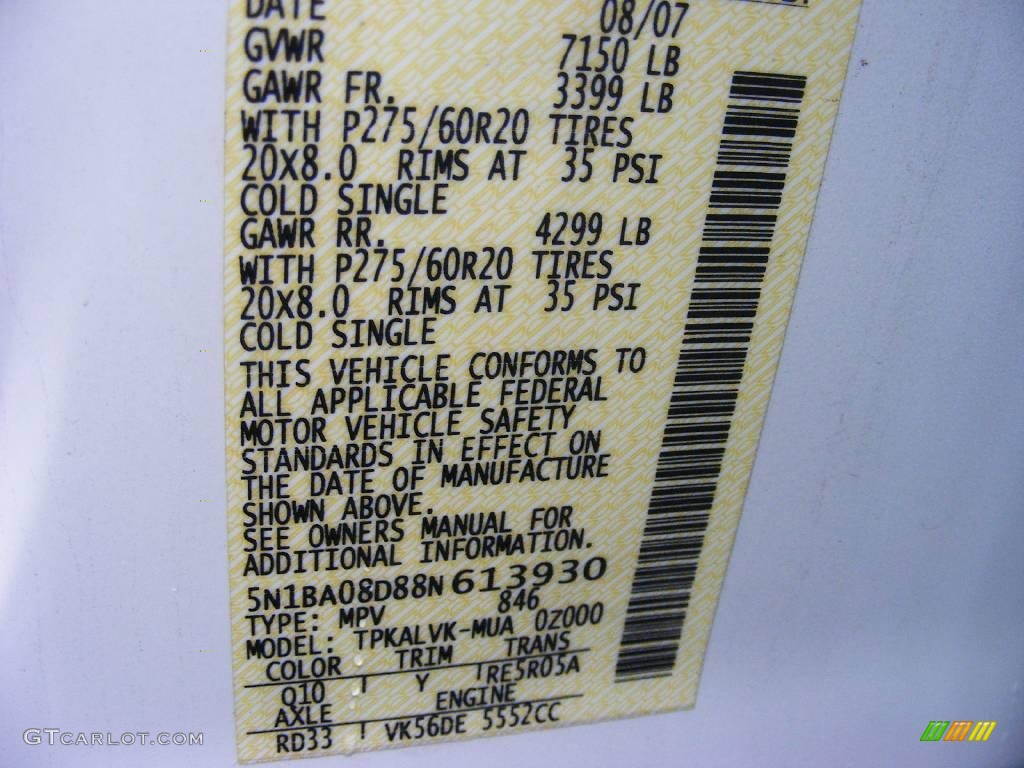 DATE 08/07
GVWR 7150 LB
GAWR FR. 3399 LB
WITH P275/60R20 TIRES
20X8.0 RIMS AT 35 PSI
COLD SINGLE
GAWR RR. 4299 LB
WITH P275/60R20 TIRES
20X8.0 RIMS AT 35 PSI
COLD SINGLE
THIS VEHICLE CONFORMS TO
ALL APPLICABLE FEDERAL
MOTOR VEHICLE SAFETY
STANDARDS IN EFFECT ON
THE DATE OF MANUFACTURE
SHOWN ABOVE.
SEE OWNERS MANUAL FOR
ADDITIONAL INFORMATION.
5N1BA08D88N613930
TYPE: MPV 846
MODEL: TPKALVK-MUA 0Z000
COLOR TRIM TRANS
Q10 Y RE5R05A
AXLE ENGINE
RD33 VK56DE 5552CC
GTCARLOT.COM